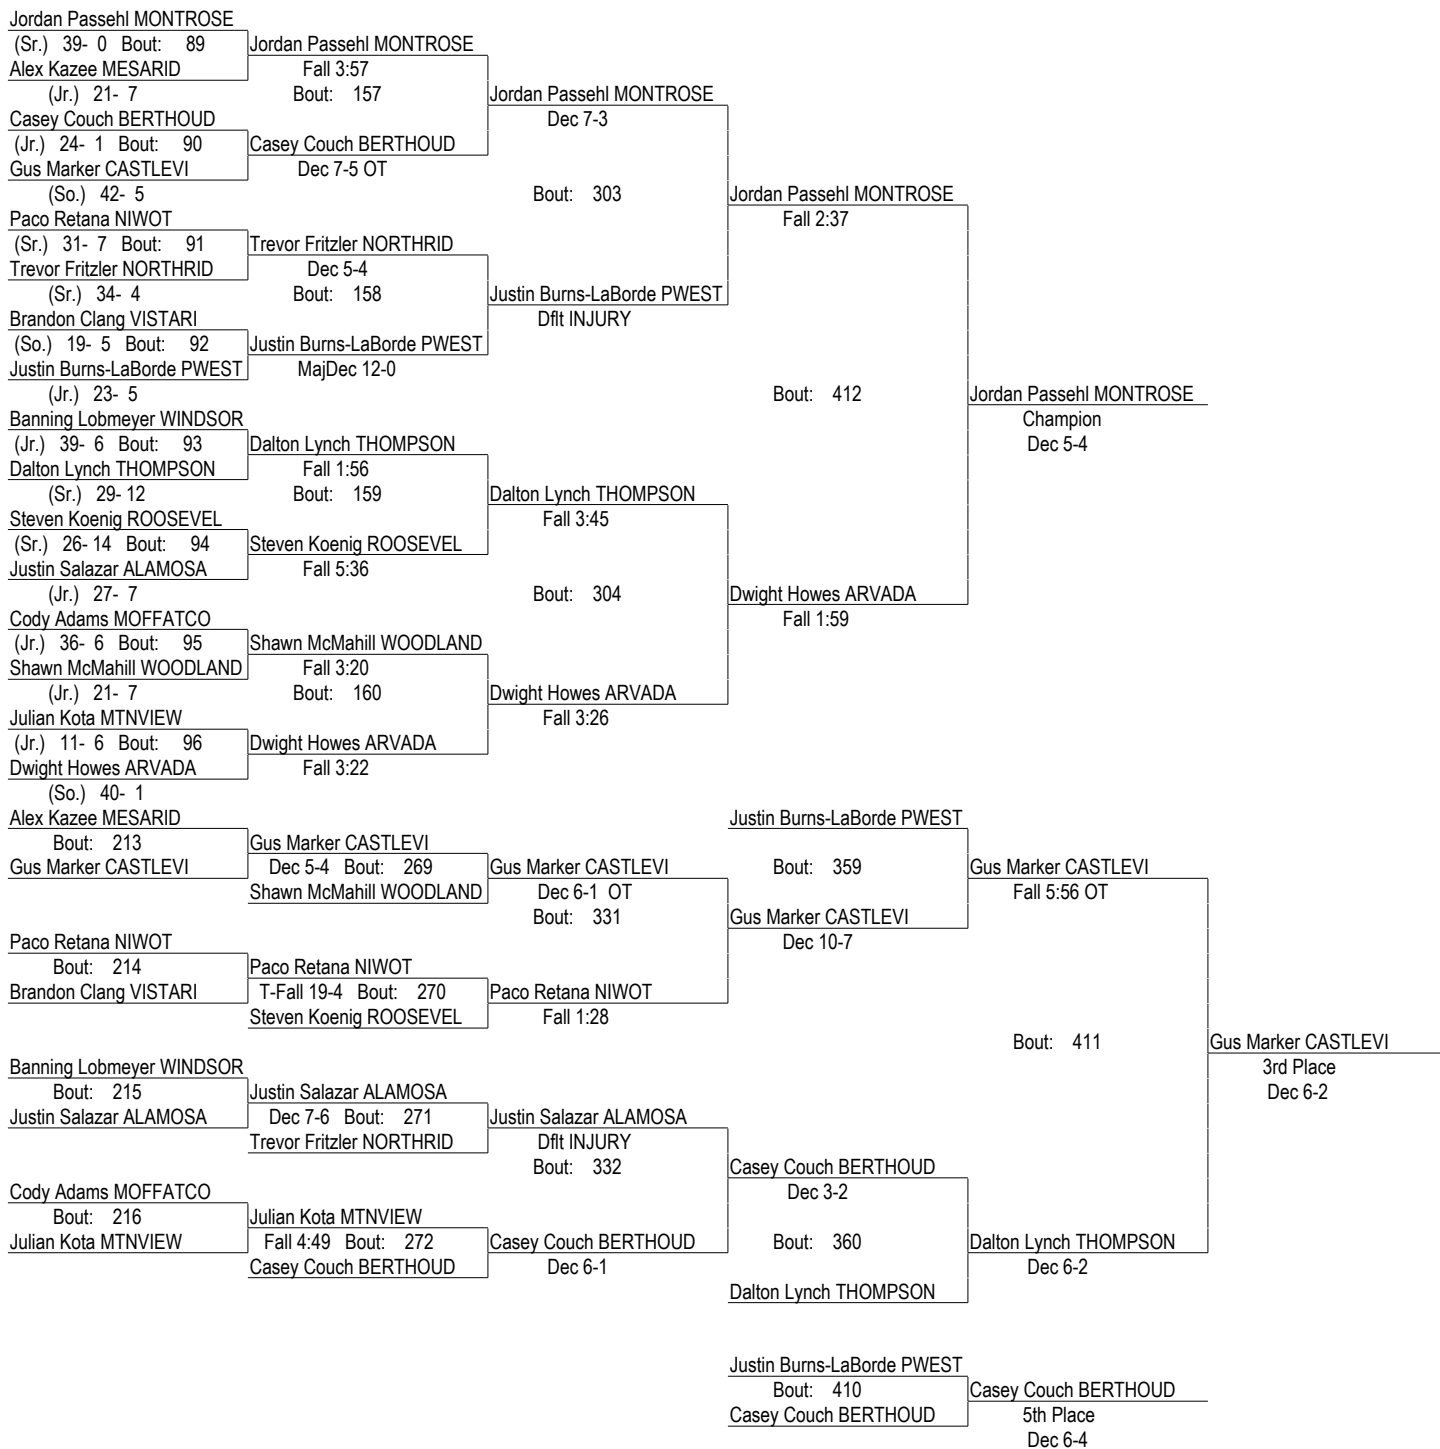 Jordan Passehl MONTROSE
(Sr.) 39- 0 Bout: 89 Jordan Passehl MONTROSE
Alex Kazee MESARID Fall 3:57
(Jr.) 21- 7 Bout: 157 Jordan Passehl MONTROSE
Casey Couch BERTHOUD Dec 7-3
(Jr.) 24- 1 Bout: 90 Casey Couch BERTHOUD
Gus Marker CASTLEVI Dec 7-5 OT
(So.) 42- 5 Bout: 303 Jordan Passehl MONTROSE
Paco Retana NIWOT Fall 2:37
(Sr.) 31- 7 Bout: 91 Trevor Fritzler NORTHRID
Trevor Fritzler NORTHRID Dec 5-4
(Sr.) 34- 4 Bout: 158 Justin Burns-LaBorde PWEST
Brandon Clang VISTARI Dflt INJURY
(So.) 19- 5 Bout: 92 Justin Burns-LaBorde PWEST
Justin Burns-LaBorde PWEST MajDec 12-0
(Jr.) 23- 5 Bout: 412 Jordan Passehl MONTROSE
Banning Lobmeyer WINDSOR Champion
(Jr.) 39- 6 Bout: 93 Dalton Lynch THOMPSON Dec 5-4
Dalton Lynch THOMPSON Fall 1:56
(Sr.) 29- 12 Bout: 159 Dalton Lynch THOMPSON
Steven Koenig ROOSEVEL Fall 3:45
(Sr.) 26- 14 Bout: 94 Steven Koenig ROOSEVEL
Justin Salazar ALAMOSA Fall 5:36
(Jr.) 27- 7 Bout: 304 Dwight Howes ARVADA
Cody Adams MOFFATCO Fall 1:59
(Jr.) 36- 6 Bout: 95 Shawn McMahill WOODLAND
Shawn McMahill WOODLAND Fall 3:20
(Jr.) 21- 7 Bout: 160 Dwight Howes ARVADA
Julian Kota MTNVIEW Fall 3:26
(Jr.) 11- 6 Bout: 96 Dwight Howes ARVADA
Dwight Howes ARVADA Fall 3:22
(So.) 40- 1
Alex Kazee MESARID Justin Burns-LaBorde PWEST
Bout: 213 Gus Marker CASTLEVI
Gus Marker CASTLEVI Dec 5-4 Bout: 269 Gus Marker CASTLEVI Bout: 359 Gus Marker CASTLEVI
Shawn McMahill WOODLAND Dec 6-1 OT Fall 5:56 OT
Bout: 331 Gus Marker CASTLEVI
Paco Retana NIWOT Dec 10-7
Bout: 214 Paco Retana NIWOT
Brandon Clang VISTARI T-Fall 19-4 Bout: 270 Paco Retana NIWOT
Steven Koenig ROOSEVEL Fall 1:28
Bout: 411 Gus Marker CASTLEVI
Banning Lobmeyer WINDSOR 3rd Place
Bout: 215 Justin Salazar ALAMOSA Dec 6-2
Justin Salazar ALAMOSA Dec 7-6 Bout: 271 Justin Salazar ALAMOSA
Trevor Fritzler NORTHRID Dflt INJURY
Bout: 332 Casey Couch BERTHOUD
Cody Adams MOFFATCO Dec 3-2
Bout: 216 Julian Kota MTNVIEW
Julian Kota MTNVIEW Fall 4:49 Bout: 272 Casey Couch BERTHOUD Bout: 360 Dalton Lynch THOMPSON
Casey Couch BERTHOUD Dec 6-1 Dec 6-2
Dalton Lynch THOMPSON
Justin Burns-LaBorde PWEST
Bout: 410 Casey Couch BERTHOUD
Casey Couch BERTHOUD 5th Place
Dec 6-4